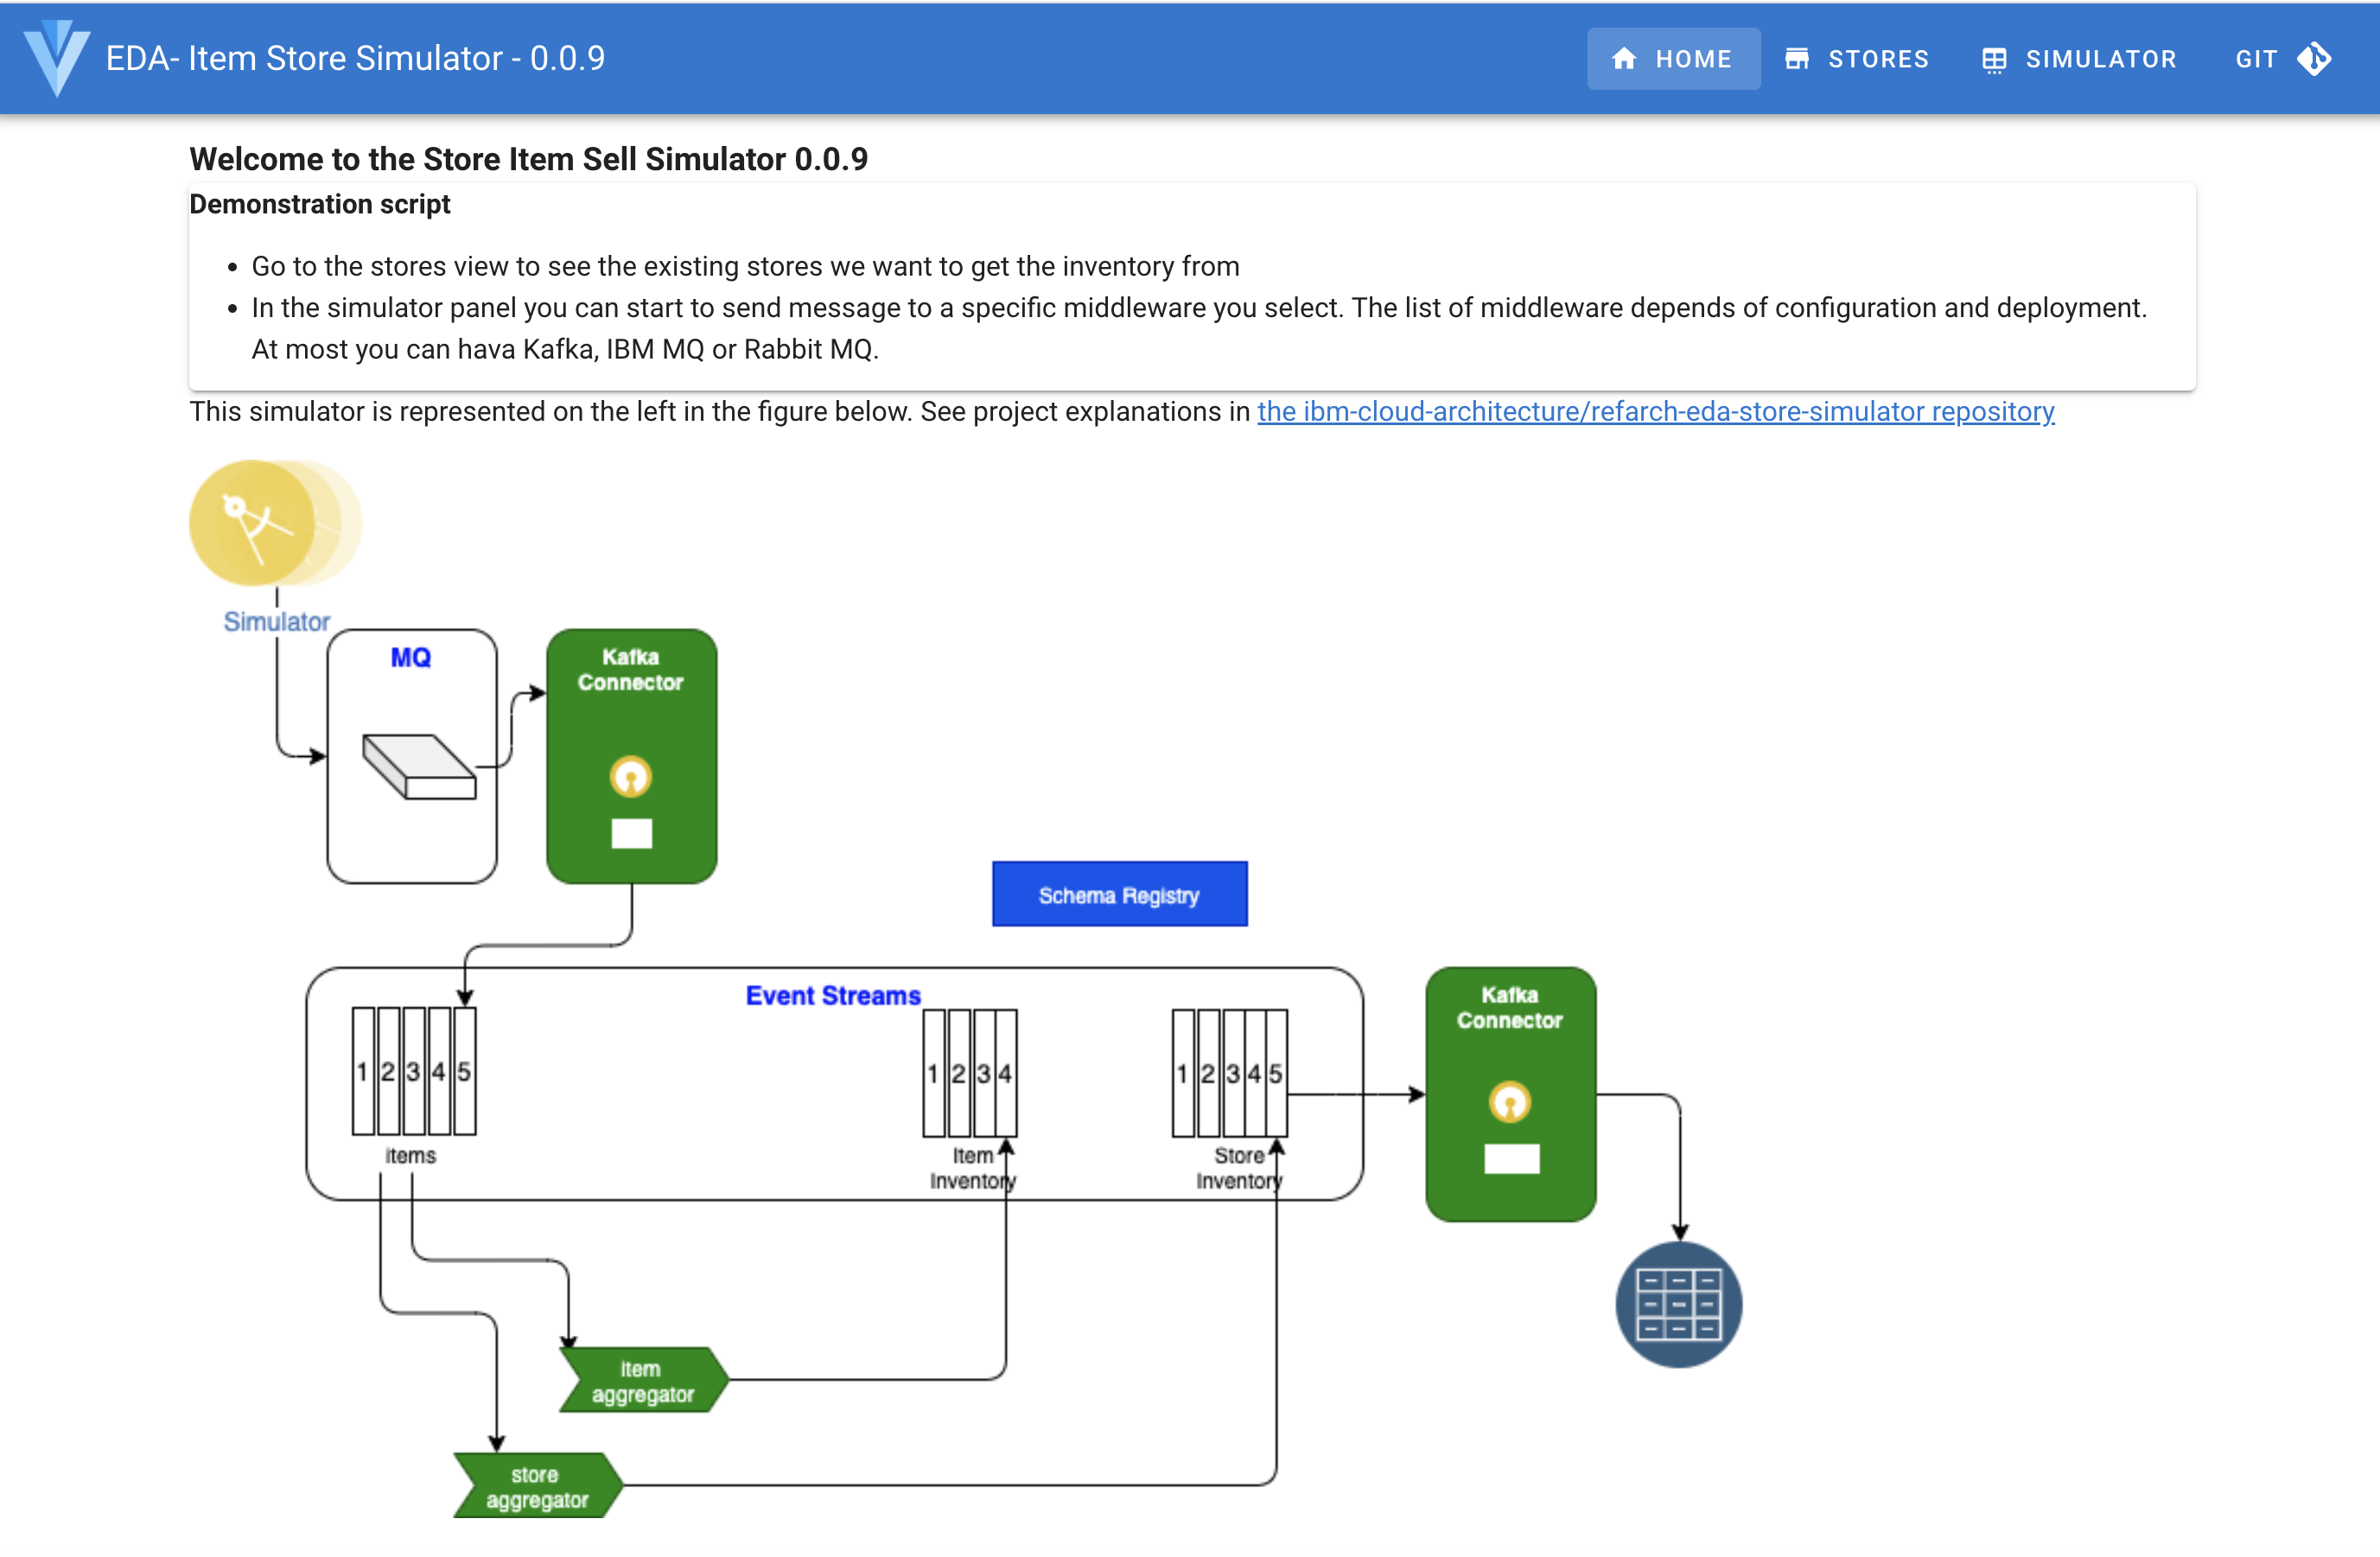 EDA- Item Store Simulator - 0.0.9
HOME
STORES
SIMULATOR
GIT
Welcome to the Store Item Sell Simulator 0.0.9
Demonstration script
Go to the stores view to see the existing stores we want to get the inventory from
In the simulator panel you can start to send message to a specific middleware you select. The list of middleware depends of configuration and deployment.
At most you can hava Kafka, IBM MQ or Rabbit MQ.
This simulator is represented on the left in the figure below. See project explanations in the ibm-cloud-architecture/refarch-eda-store-simulator repository
Simulator
MQ
Kafka
Connector
Schema Registry
Event Streams
1 2 3 4 5
items
1 2 3 4
Item
Inventory
1 2 3 4 5
Store
Inventory
Kafka
Connector
item
aggregator
store
aggregator